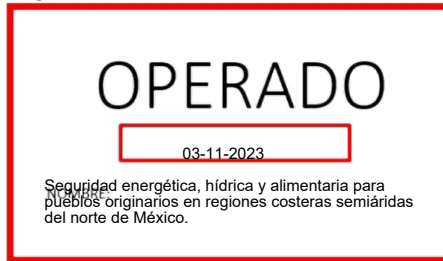 OPERADO
03-11-2023
NOMBRE:
Seguridad energética, hídrica y alimentaria para
pueblos originarios en regiones costeras semiáridas
del norte de México.